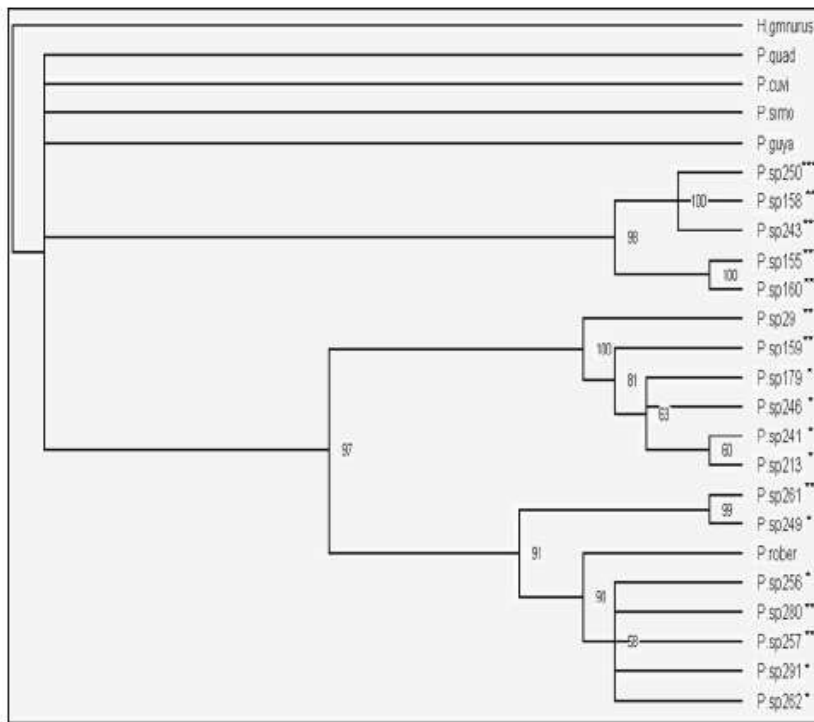 H.gmnurus
P.quad
P.cuvi
P.simo
P.guya
P.sp250***
100 P.sp158**
P.sp243**
98
P.sp155***
100
P.sp160**
P.sp29**
100 P.sp159**
81 P.sp179*
63 P.sp246*
P.sp241*
97 60
P.sp213*
P.sp261**
99
P.sp249*
91 P.rober
P.sp256*
90
P.sp280**
58 P.sp257**
P.sp291*
P.sp262*